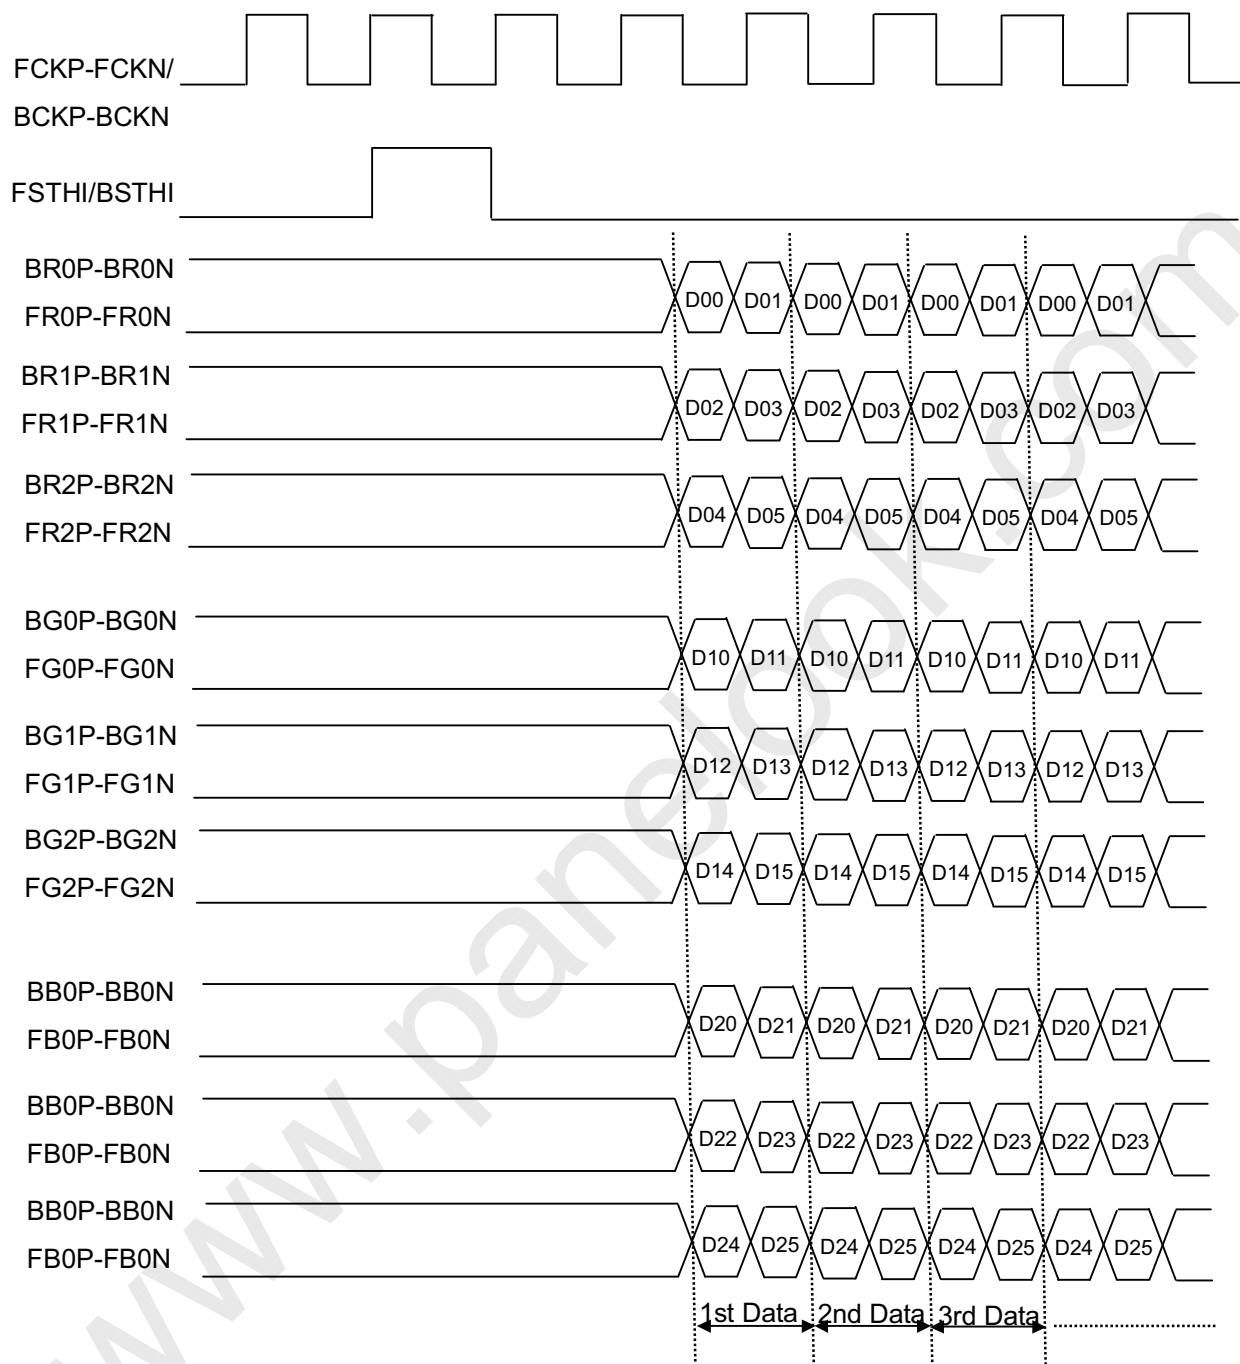 FCKP-FCKN/
BCKP-BCKN
FSTHI/BSTHI
BR0P-BR0N
FR0P-FR0N
D00 D01 D00 D01 D00 D01 D00 D01
BR1P-BR1N
FR1P-FR1N
D02 D03 D02 D03 D02 D03 D02 D03
BR2P-BR2N
FR2P-FR2N
D04 D05 D04 D05 D04 D05 D04 D05
BG0P-BG0N
FG0P-FG0N
D10 D11 D10 D11 D10 D11 D10 D11
BG1P-BG1N
FG1P-FG1N
D12 D13 D12 D13 D12 D13 D12 D13
BG2P-BG2N
FG2P-FG2N
D14 D15 D14 D15 D14 D15 D14 D15
BB0P-BB0N
FB0P-FB0N
D20 D21 D20 D21 D20 D21 D20 D21
BB0P-BB0N
FB0P-FB0N
D22 D23 D22 D23 D22 D23 D22 D23
BB0P-BB0N
FB0P-FB0N
D24 D25 D24 D25 D24 D25 D24 D25
1st Data 2nd Data 3rd Data
www.panelook.com